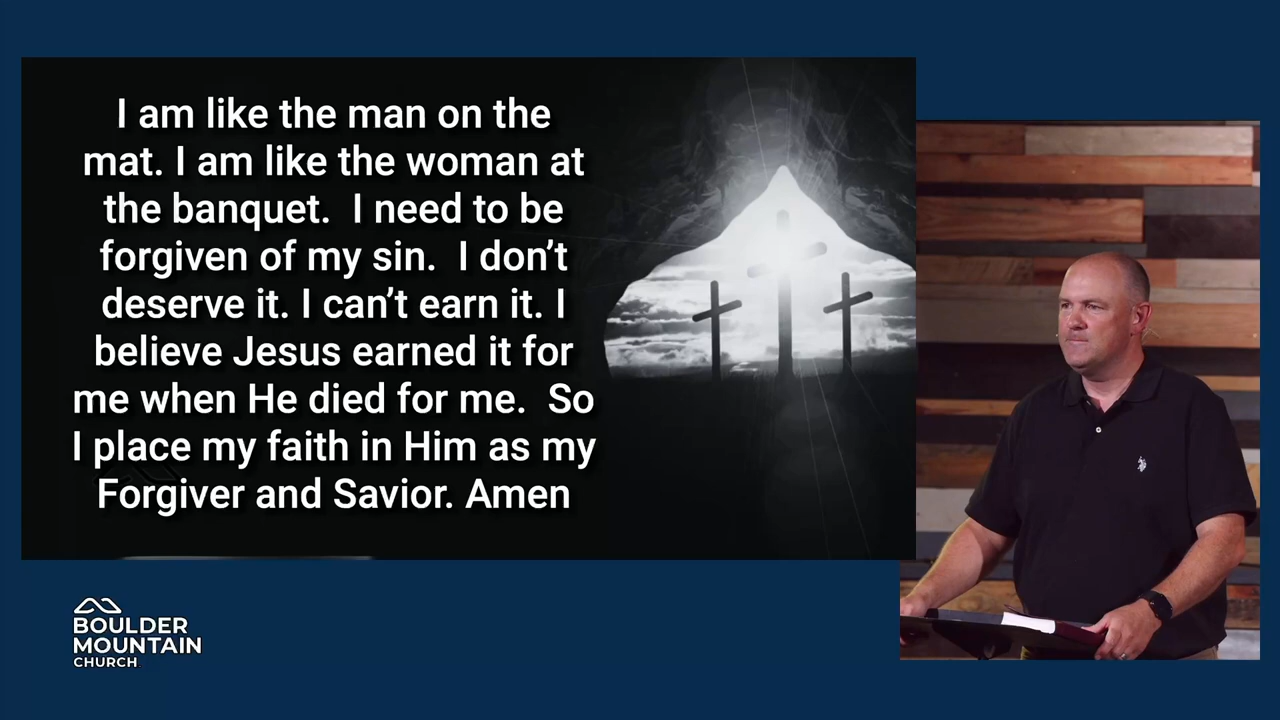 I am like the man on the
mat. I am like the woman at
the banquet.  I need to be
forgiven of my sin.  I don’t
deserve it. I can’t earn it. I
believe Jesus earned it for
me when He died for me.  So
I place my faith in Him as my
Forgiver and Savior. Amen
BOULDER
MOUNTAIN
CHURCH